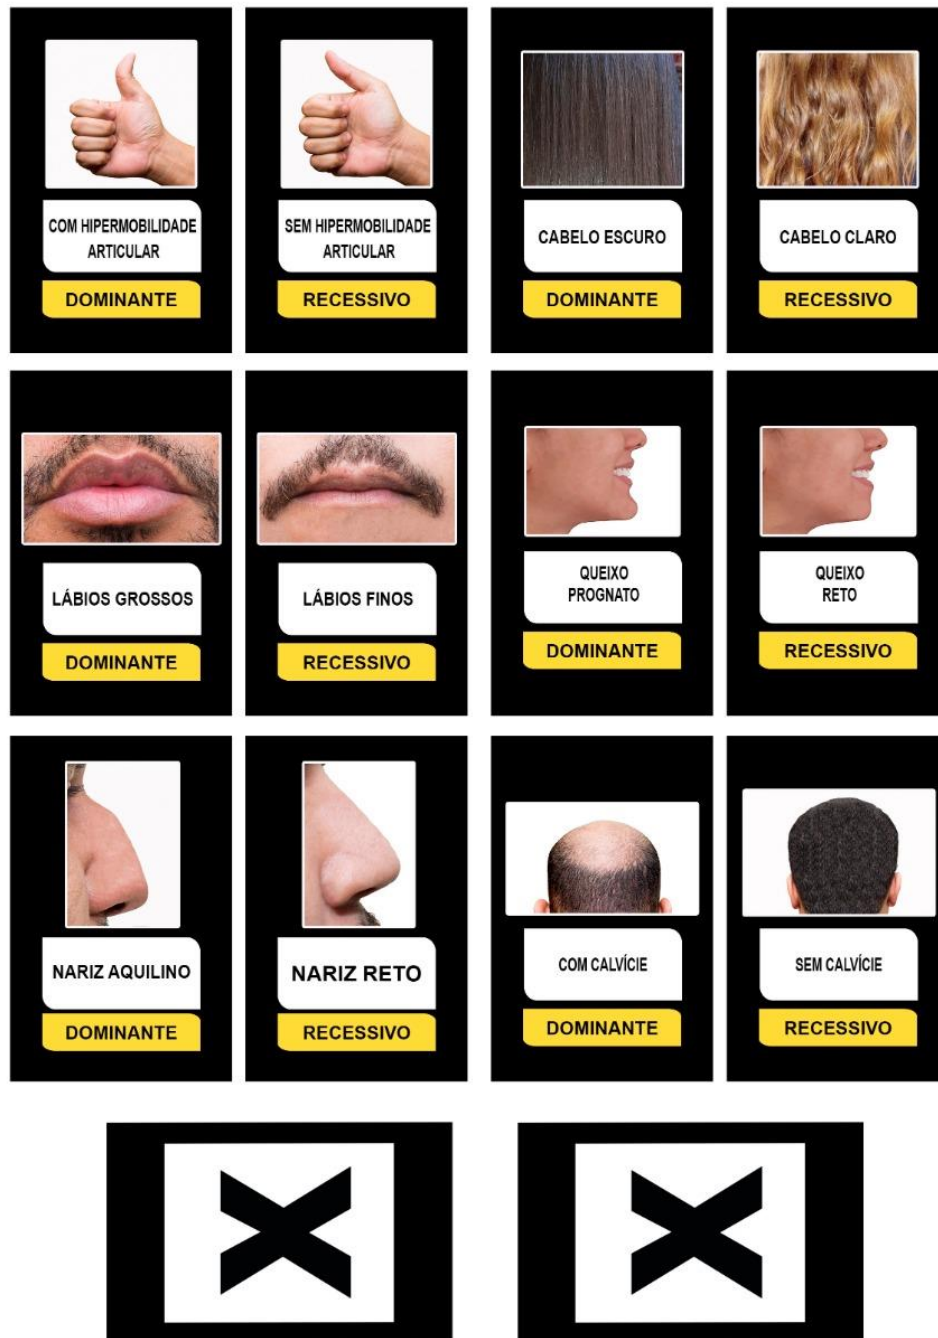 COM HIPERMOBILIDADE
ARTICULAR
DOMINANTE
SEM HIPERMOBILIDADE
ARTICULAR
RECESSIVO
CABELO ESCURO
DOMINANTE
CABELO CLARO
RECESSIVO
LÁBIOS GROSSOS
DOMINANTE
LÁBIOS FINOS
RECESSIVO
QUEIXO
PROGNATO
DOMINANTE
QUEIXO
RETO
RECESSIVO
NARIZ AQUILINO
DOMINANTE
NARIZ RETO
RECESSIVO
COM CALVÍCIE
DOMINANTE
SEM CALVÍCIE
RECESSIVO
X
X